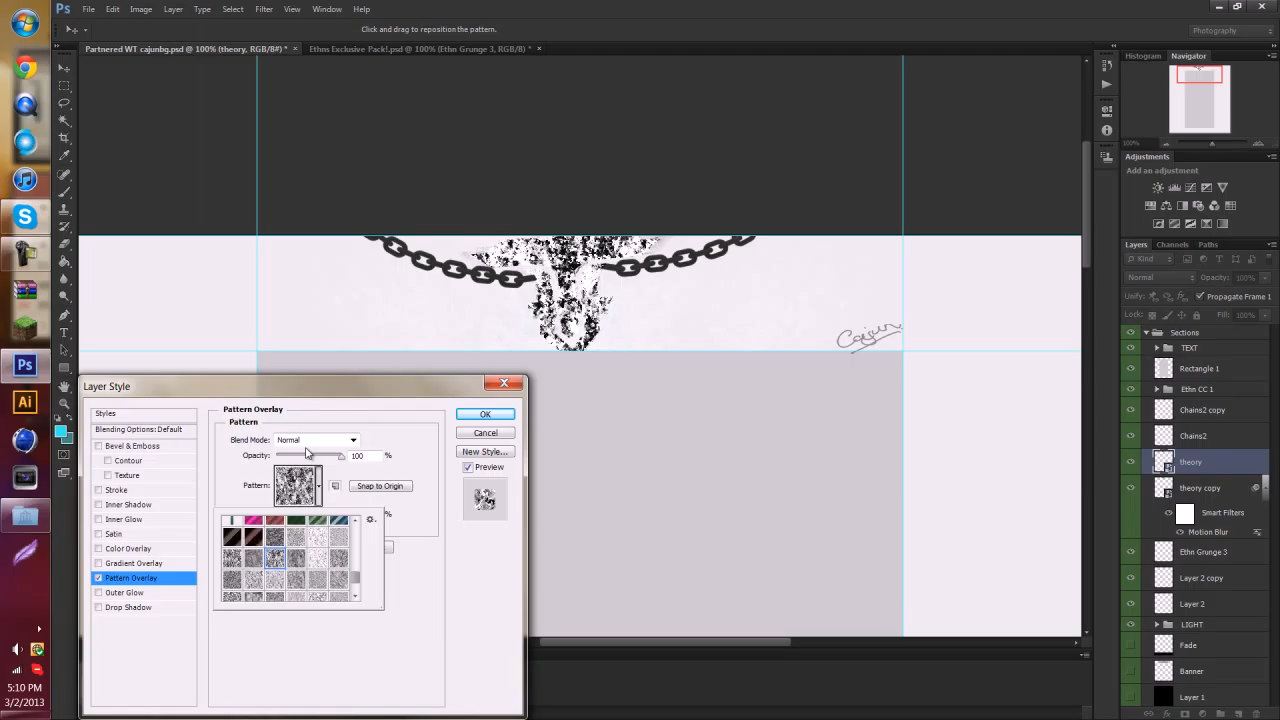 Ps File Edit Image Layer Type Select Filter View Window Help
Click and drag to reposition the pattern.
Photography
Partnered WT cajunbg.psd @ 100% (theory, RGB/8#) * ×
Ethns Exclusive Pack!.psd @ 100% (Ethn Grunge 3, RGB/8) * ×
Histogram Navigator
100%
Adjustments
Add an adjustment
Layers Channels Paths
Kind
Normal Opacity: 100%
Unify: Propagate Frame 1
Lock: Fill: 100%
Sections
TEXT
Rectangle 1
Ethn CC 1
Chains2 copy
Chains2
theory
theory copy
Smart Filters
Motion Blur
Ethn Grunge 3
Layer 2 copy
Layer 2
LIGHT
Fade
Banner
Layer 1
Cajun
Layer Style
Styles
Blending Options: Default
Bevel & Emboss
Contour
Texture
Stroke
Inner Shadow
Inner Glow
Satin
Color Overlay
Gradient Overlay
Pattern Overlay
Outer Glow
Drop Shadow
Pattern Overlay
Pattern
Blend Mode: Normal
Opacity: 100 %
Pattern: Snap to Origin
%
OK
Cancel
New Style...
Preview
Ps
Ai
5:10 PM
3/2/2013